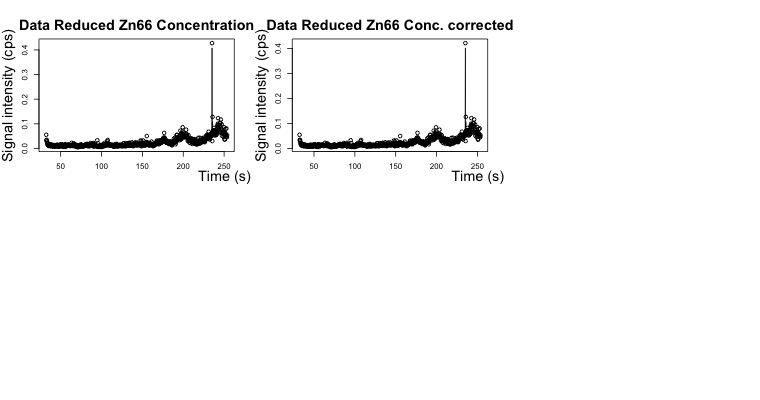 Data Reduced Zn66 Concentration
Signal intensity (cps)
0.0 0.1 0.2 0.3 0.4
50 100 150 200 250
Time (s)
Data Reduced Zn66 Conc. corrected
Signal intensity (cps)
0.0 0.1 0.2 0.3 0.4
50 100 150 200 250
Time (s)